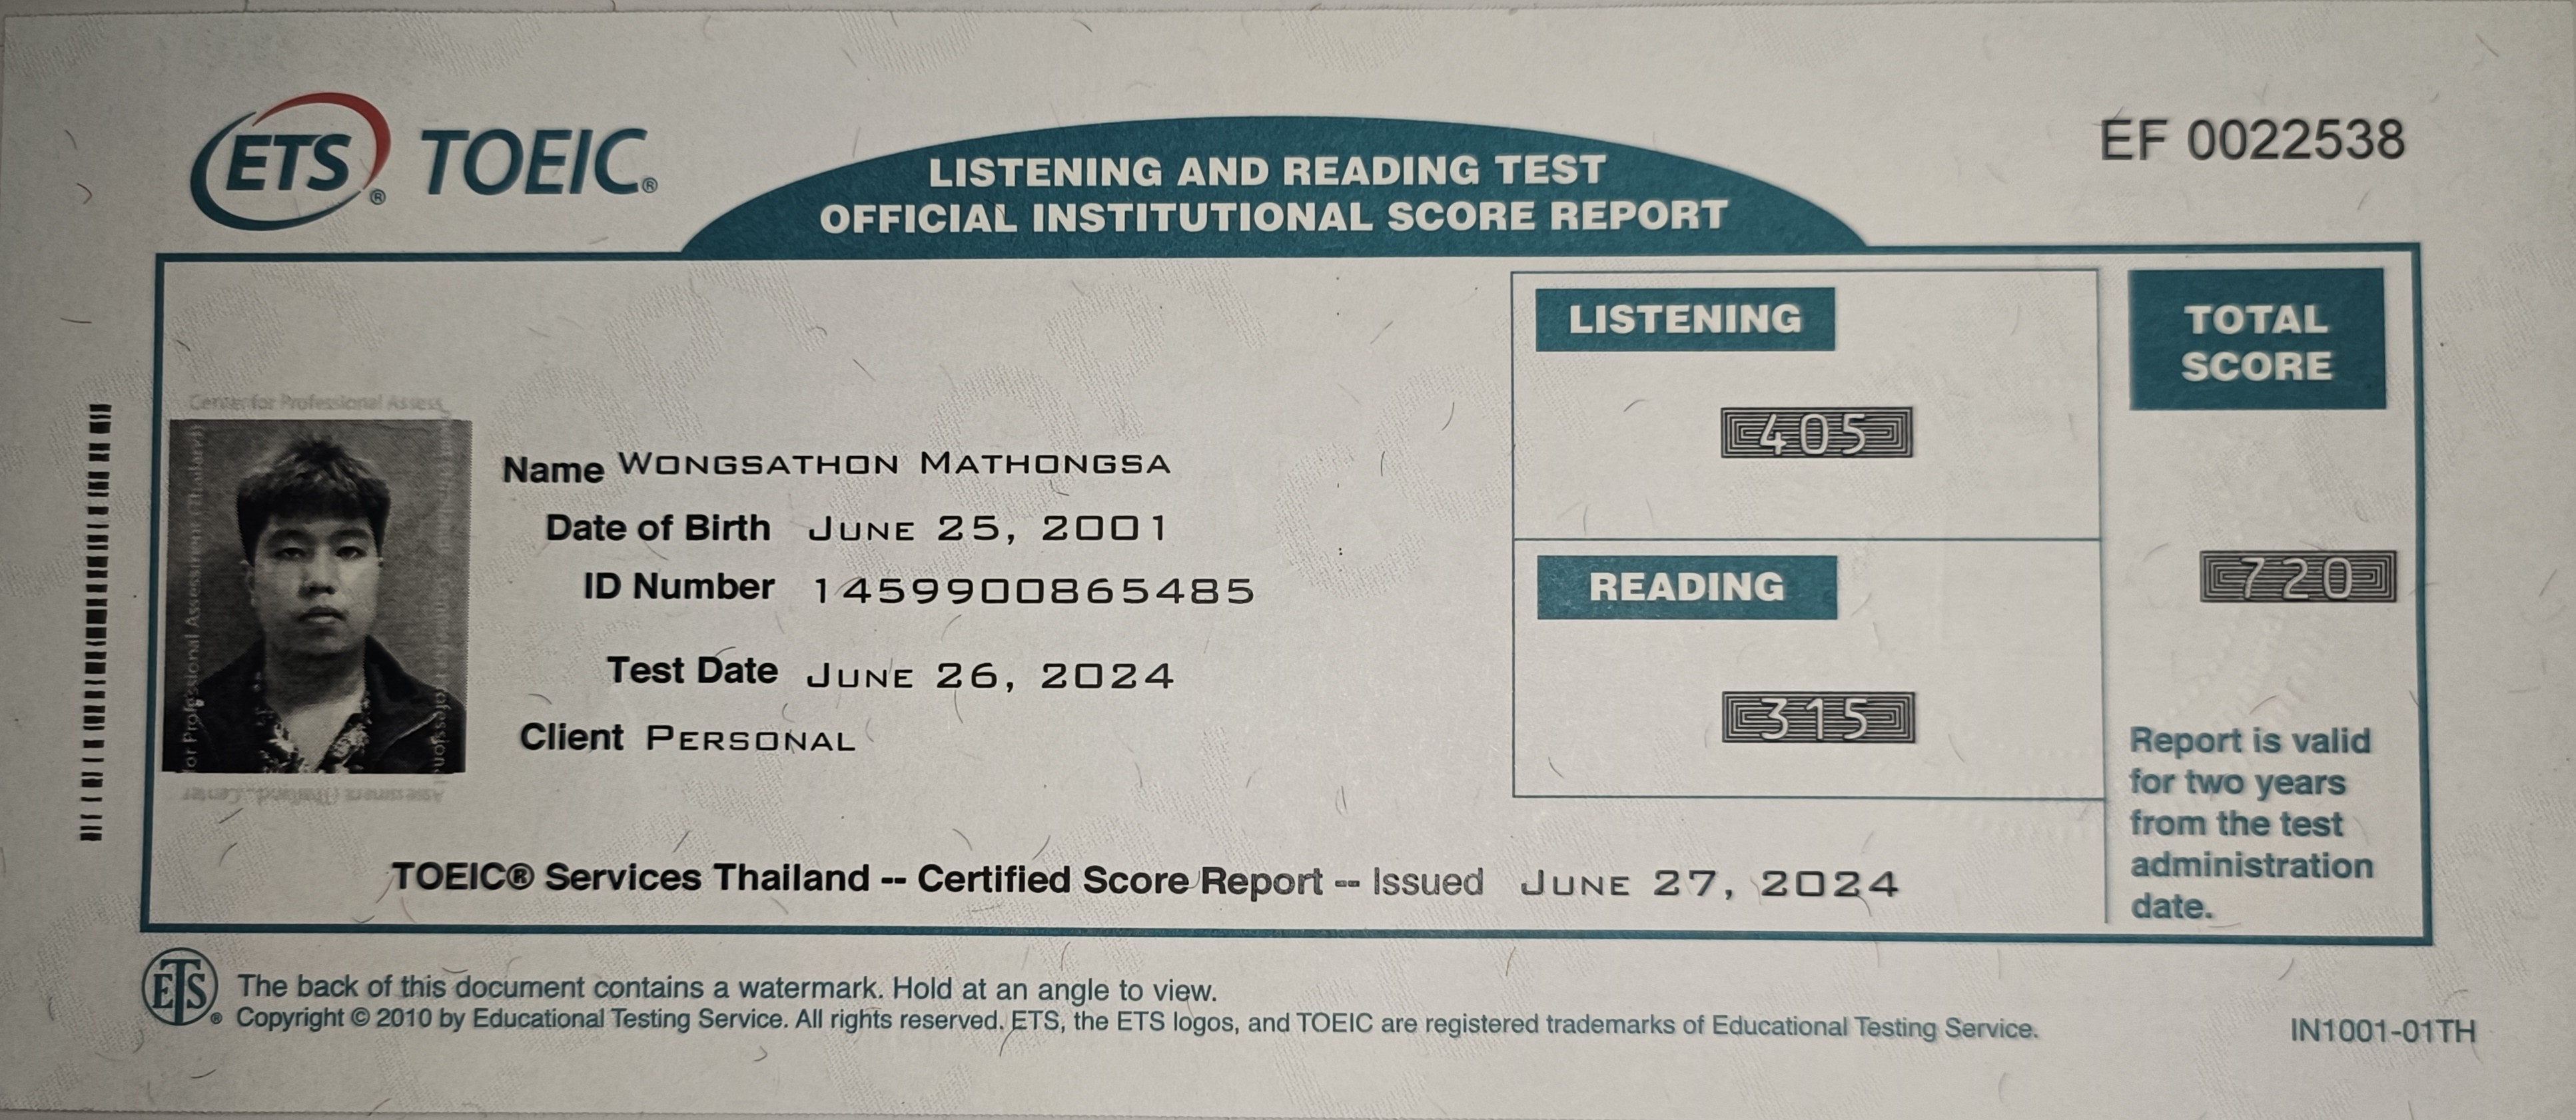 ETS® TOEIC®
LISTENING AND READING TEST
OFFICIAL INSTITUTIONAL SCORE REPORT
EF 0022538
LISTENING
405
READING
315
TOTAL
SCORE
720
Report is valid
for two years
from the test
administration
date.
Center for Professional Assess
Name WONGSATHON MATHONGSA
Date of Birth JUNE 25, 2001
ID Number 1459900865485
Test Date JUNE 26, 2024
Client PERSONAL
TOEIC® Services Thailand -- Certified Score Report -- Issued JUNE 27, 2024
ETS®
The back of this document contains a watermark. Hold at an angle to view.
Copyright © 2010 by Educational Testing Service. All rights reserved. ETS, the ETS logos, and TOEIC are registered trademarks of Educational Testing Service.
IN1001-01TH